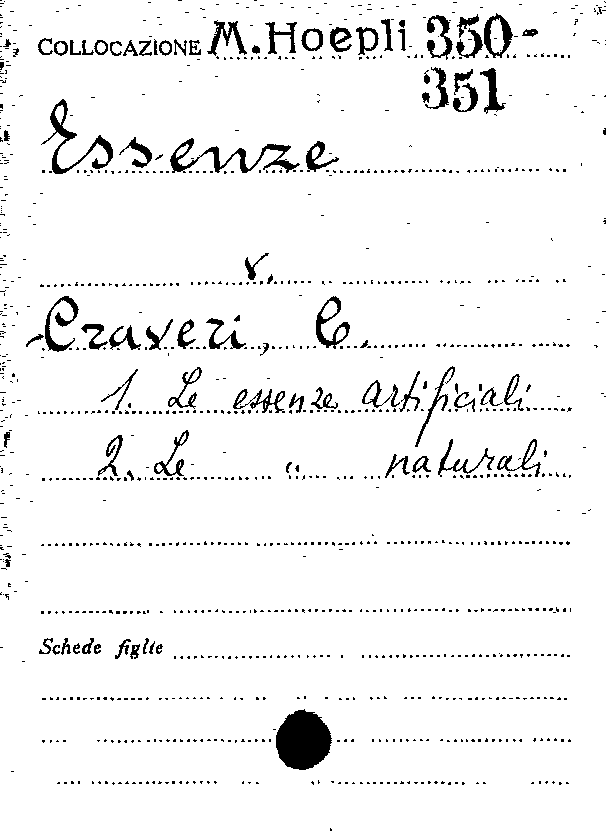 COLLOCAZIONE M. Hoepli 350-
351
Essenze
v.
Craveri, C.
1. Le essenze artificiali
2. Le " naturali
Schede figlie